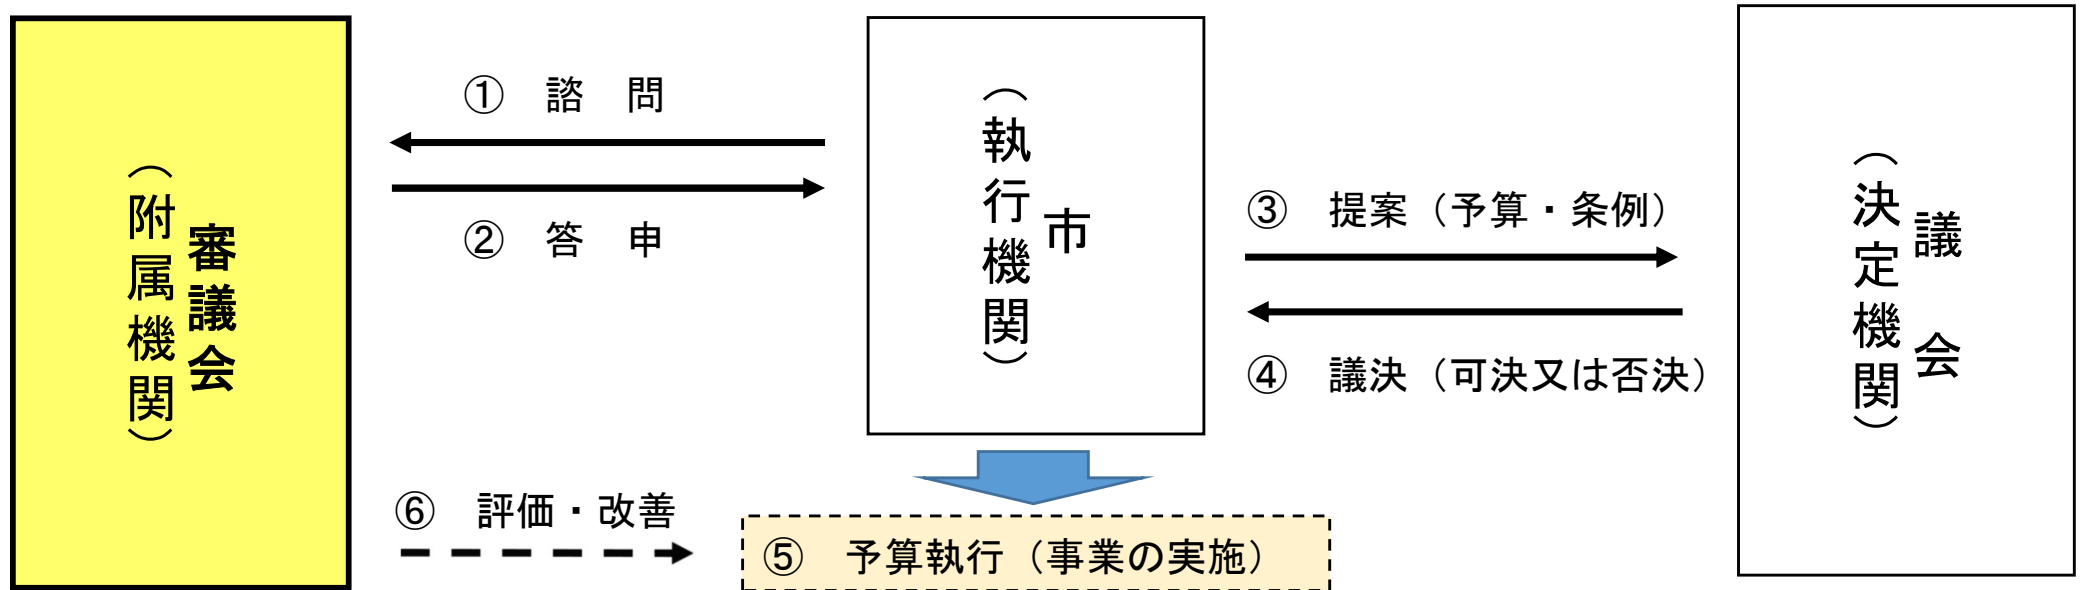 審議会
（附属機関）
① 諮 問
② 答 申
市
（執行機関）
③ 提案（予算・条例）
④ 議決（可決又は否決）
議 会
（決定機関）
⑤ 予算執行（事業の実施）
⑥ 評価・改善